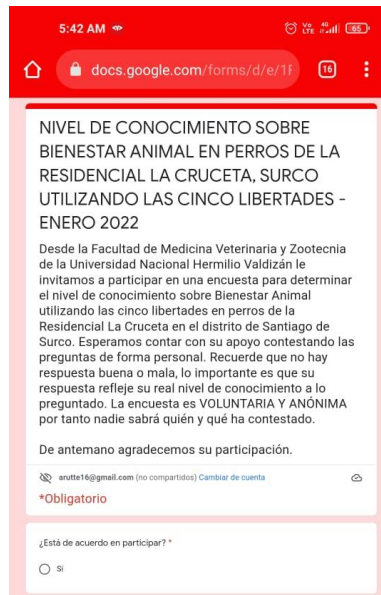 5:42 AM
Vo LTE 4G 65
docs.google.com/forms/d/e/1F
16
NIVEL DE CONOCIMIENTO SOBRE
BIENESTAR ANIMAL EN PERROS DE LA
RESIDENCIAL LA CRUCETA, SURCO
UTILIZANDO LAS CINCO LIBERTADES -
ENERO 2022
Desde la Facultad de Medicina Veterinaria y Zootecnia
de la Universidad Nacional Hermilio Valdizán le
invitamos a participar en una encuesta para determinar
el nivel de conocimiento sobre Bienestar Animal
utilizando las cinco libertades en perros de la
Residencial La Cruceta en el distrito de Santiago de
Surco. Esperamos contar con su apoyo contestando las
preguntas de forma personal. Recuerde que no hay
respuesta buena o mala, lo importante es que su
respuesta refleje su real nivel de conocimiento a lo
preguntado. La encuesta es VOLUNTARIA Y ANÓNIMA
por tanto nadie sabrá quién y qué ha contestado.
De antemano agradecemos su participación.
arutte16@gmail.com (no compartidos) Cambiar de cuenta
*Obligatorio
¿Está de acuerdo en participar? *
Sí